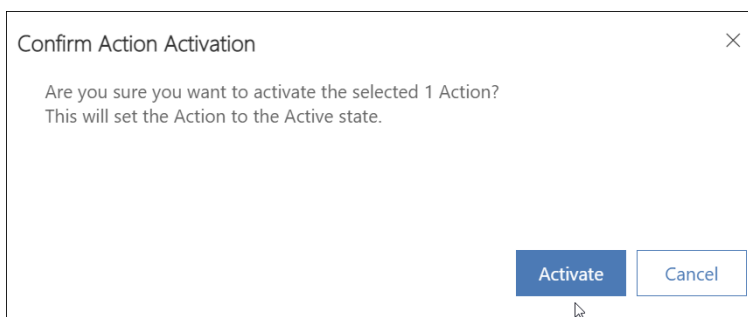 Confirm Action Activation
Are you sure you want to activate the selected 1 Action?
This will set the Action to the Active state.
Activate
Cancel